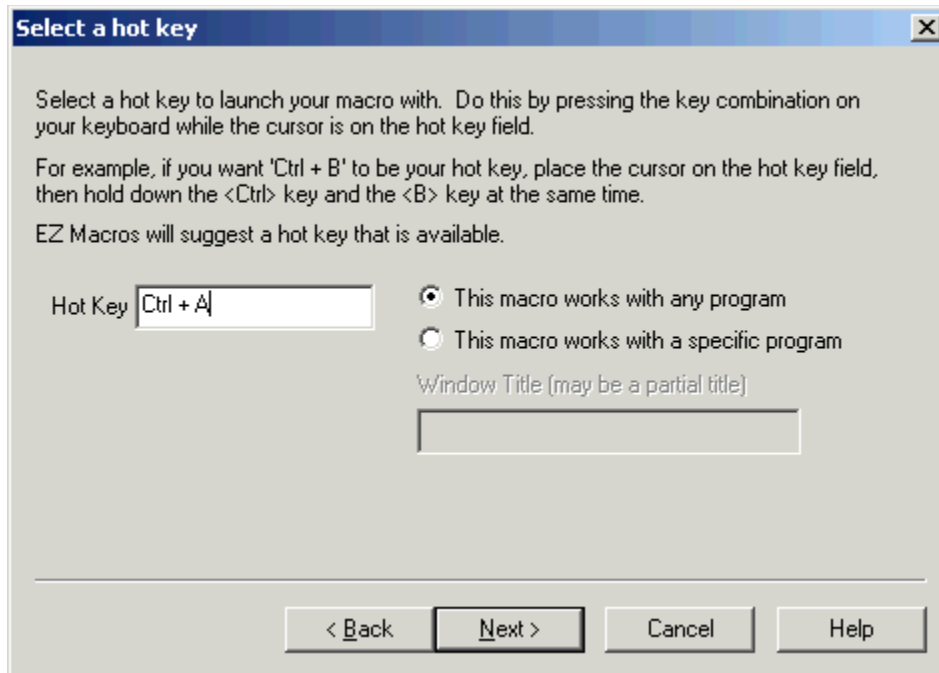 Select a hot key
Select a hot key to launch your macro with.  Do this by pressing the key combination on
your keyboard while the cursor is on the hot key field.
For example, if you want 'Ctrl + B' to be your hot key, place the cursor on the hot key field,
then hold down the <Ctrl> key and the <B> key at the same time.
EZ Macros will suggest a hot key that is available.
Hot Key Ctrl + A
This macro works with any program
This macro works with a specific program
Window Title (may be a partial title)
< Back Next > Cancel Help